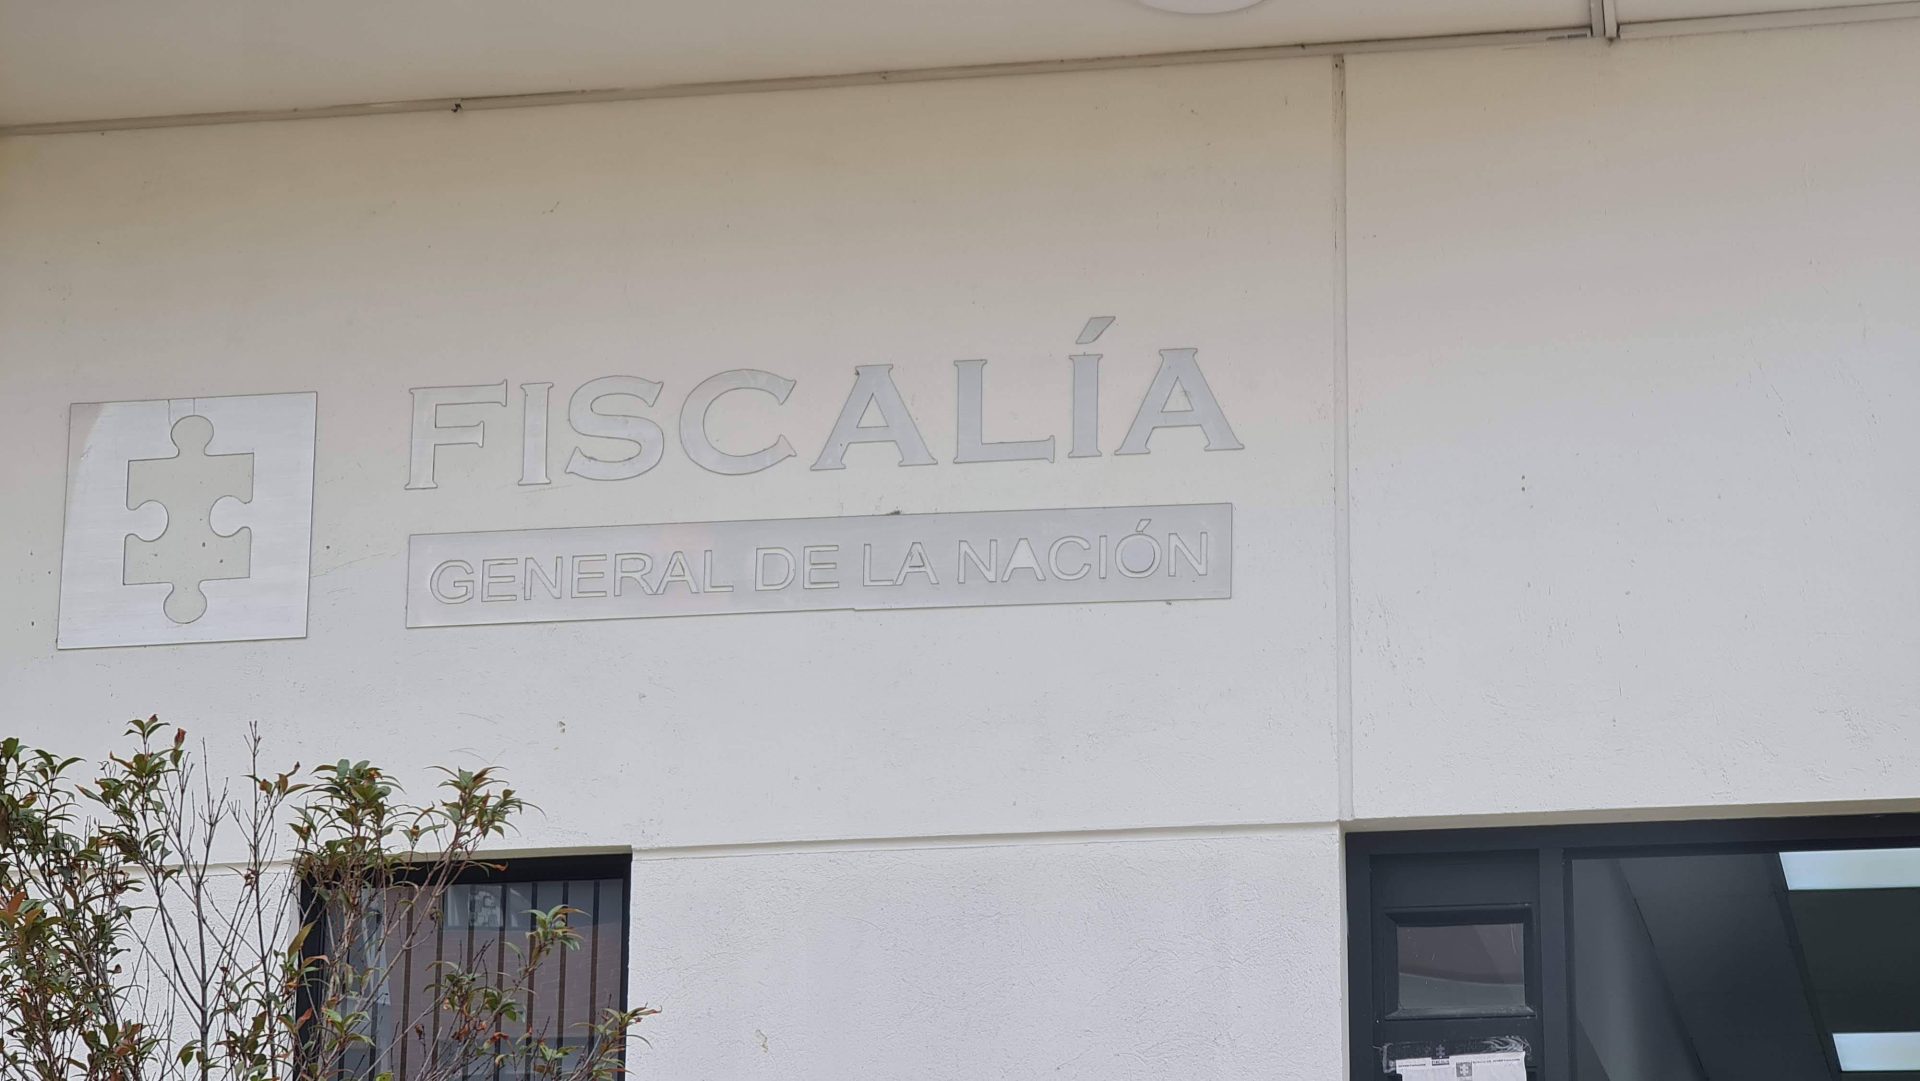 FISCALÍA
GENERAL DE LA NACIÓN